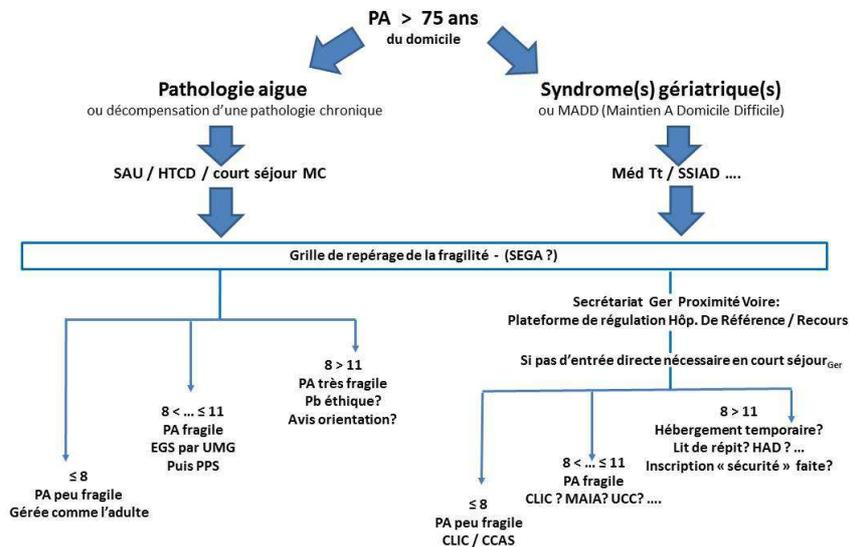 PA > 75 ans
du domicile
Pathologie aigue
ou décompensation d'une pathologie chronique
Syndrome(s) gériatrique(s)
ou MADD (Maintien A Domicile Difficile)
SAU / HTCD / court séjour MC
Méd Tt / SSIAD ....
Grille de repérage de la fragilité - (SEGA ?)
Secrétariat Ger Proximité Voire:
Plateforme de régulation Hôp. De Référence / Recours
Si pas d'entrée directe nécessaire en court séjour Ger
≤ 8
PA peu fragile
Gérée comme l'adulte
8 < ... ≤ 11
PA fragile
EGS par UMG
Puis PPS
8 > 11
PA très fragile
Pb éthique?
Avis orientation?
≤ 8
PA peu fragile
CLIC / CCAS
8 < ... ≤ 11
PA fragile
CLIC ? MAIA? UCC? ....
8 > 11
Hébergement temporaire?
Lit de répit? HAD ? ...
Inscription « sécurité » faite?